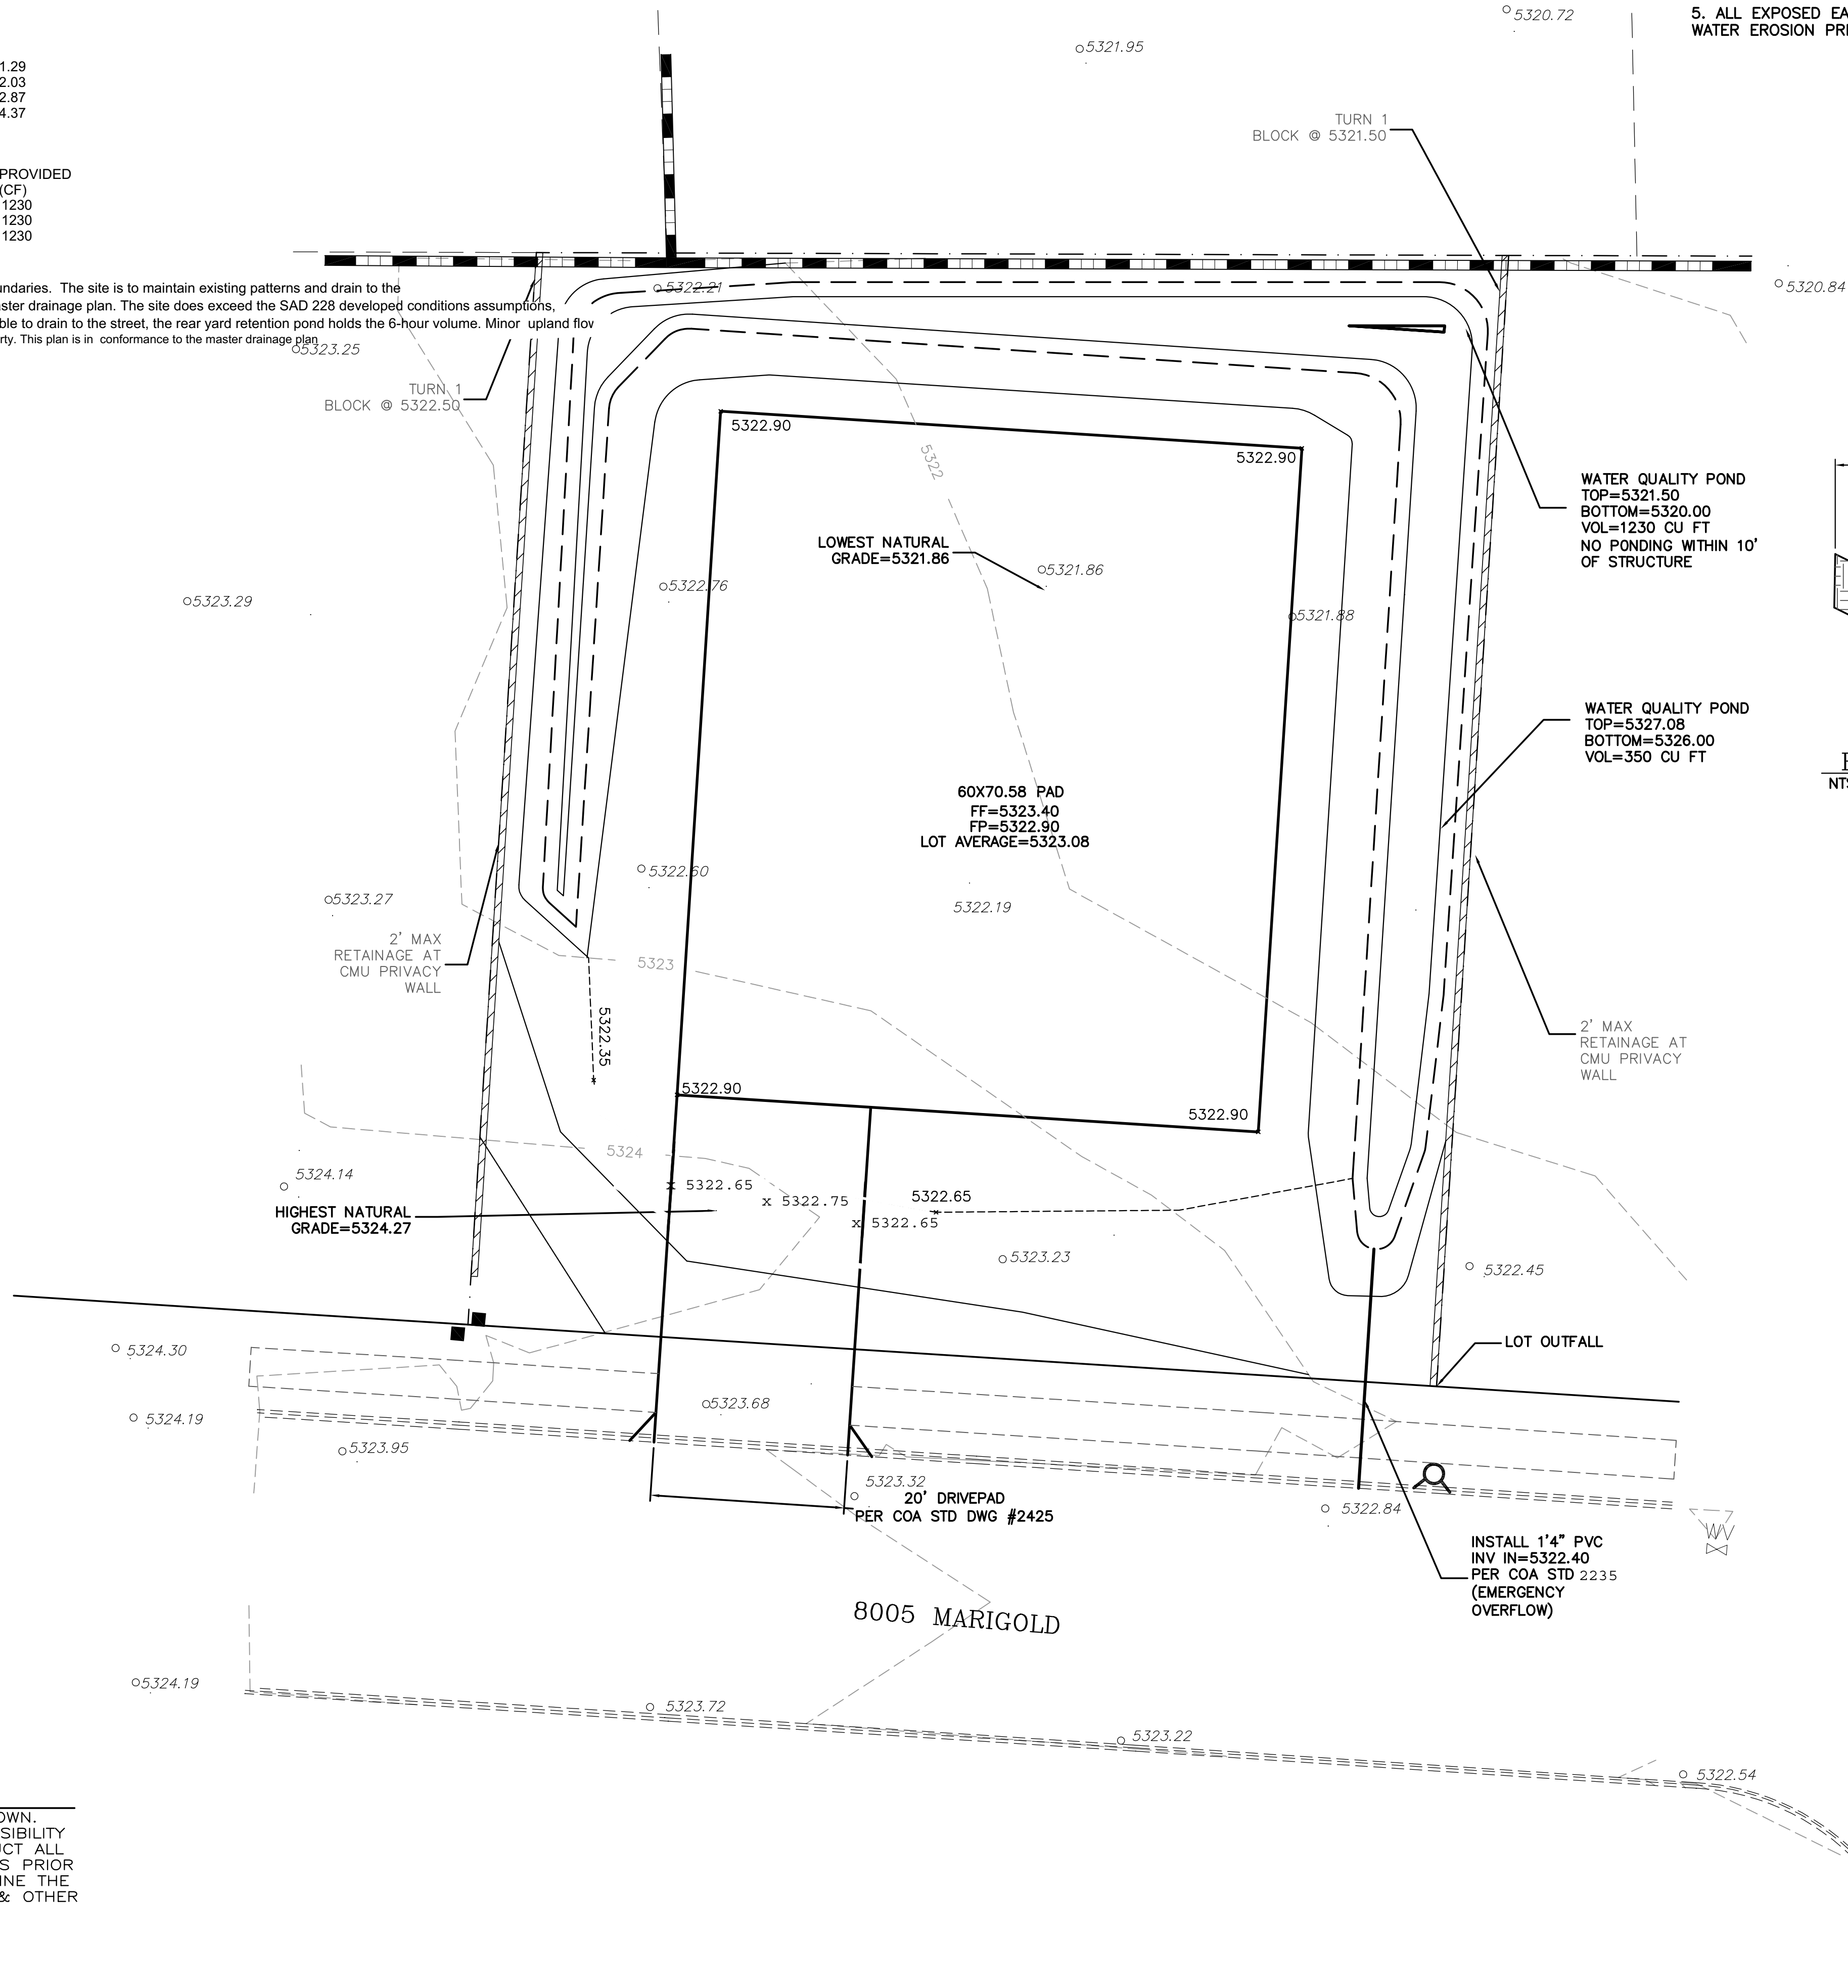 5320.72
5. ALL EXPOSED
WATER EROSION
5321.95
1.29
2.03
2.87
4.37
TURN 1
BLOCK @ 5321.50
PROVIDED
(CF)
1230
1230
1230
undaries. The site is to maintain existing patterns and drain to the
aster drainage plan. The site does exceed the SAD 228 developed conditions assumptions,
ble to drain to the street, the rear yard retention pond holds the 6-hour volume. Minor upland flow
rty. This plan is in conformance to the master drainage plan
5322.21
5320.84
5323.25
TURN 1
BLOCK @ 5322.50
5322.90
5322.90
5322
WATER QUALITY POND
TOP=5321.50
BOTTOM=5320.00
VOL=1230 CU FT
NO PONDING WITHIN 10'
OF STRUCTURE
LOWEST NATURAL
GRADE=5321.86
5321.86
5322.76
5323.29
5321.88
WATER QUALITY POND
TOP=5327.08
BOTTOM=5326.00
VOL=350 CU FT
NTS
60X70.58 PAD
FF=5323.40
FP=5322.90
LOT AVERAGE=5323.08
5322.60
5323.27
5322.19
2' MAX
RETAINAGE AT
CMU PRIVACY
WALL
5323
5322.35
2' MAX
RETAINAGE AT
CMU PRIVACY
WALL
5322.90
5322.90
5324
5324.14
x 5322.65
x 5322.75
5322.65
x 5322.65
HIGHEST NATURAL
GRADE=5324.27
5323.23
5322.45
LOT OUTFALL
5324.30
5323.68
5324.19
5323.95
5323.32
20' DRIVEPAD
PER COA STD DWG #2425
5322.84
WV
INSTALL 1'4" PVC
INV IN=5322.40
PER COA STD 2235
(EMERGENCY
OVERFLOW)
8005 MARIGOLD
5324.19
5323.72
5323.22
5322.54
OWN.
SIBILITY
UCT ALL
S PRIOR
INE THE
& OTHER